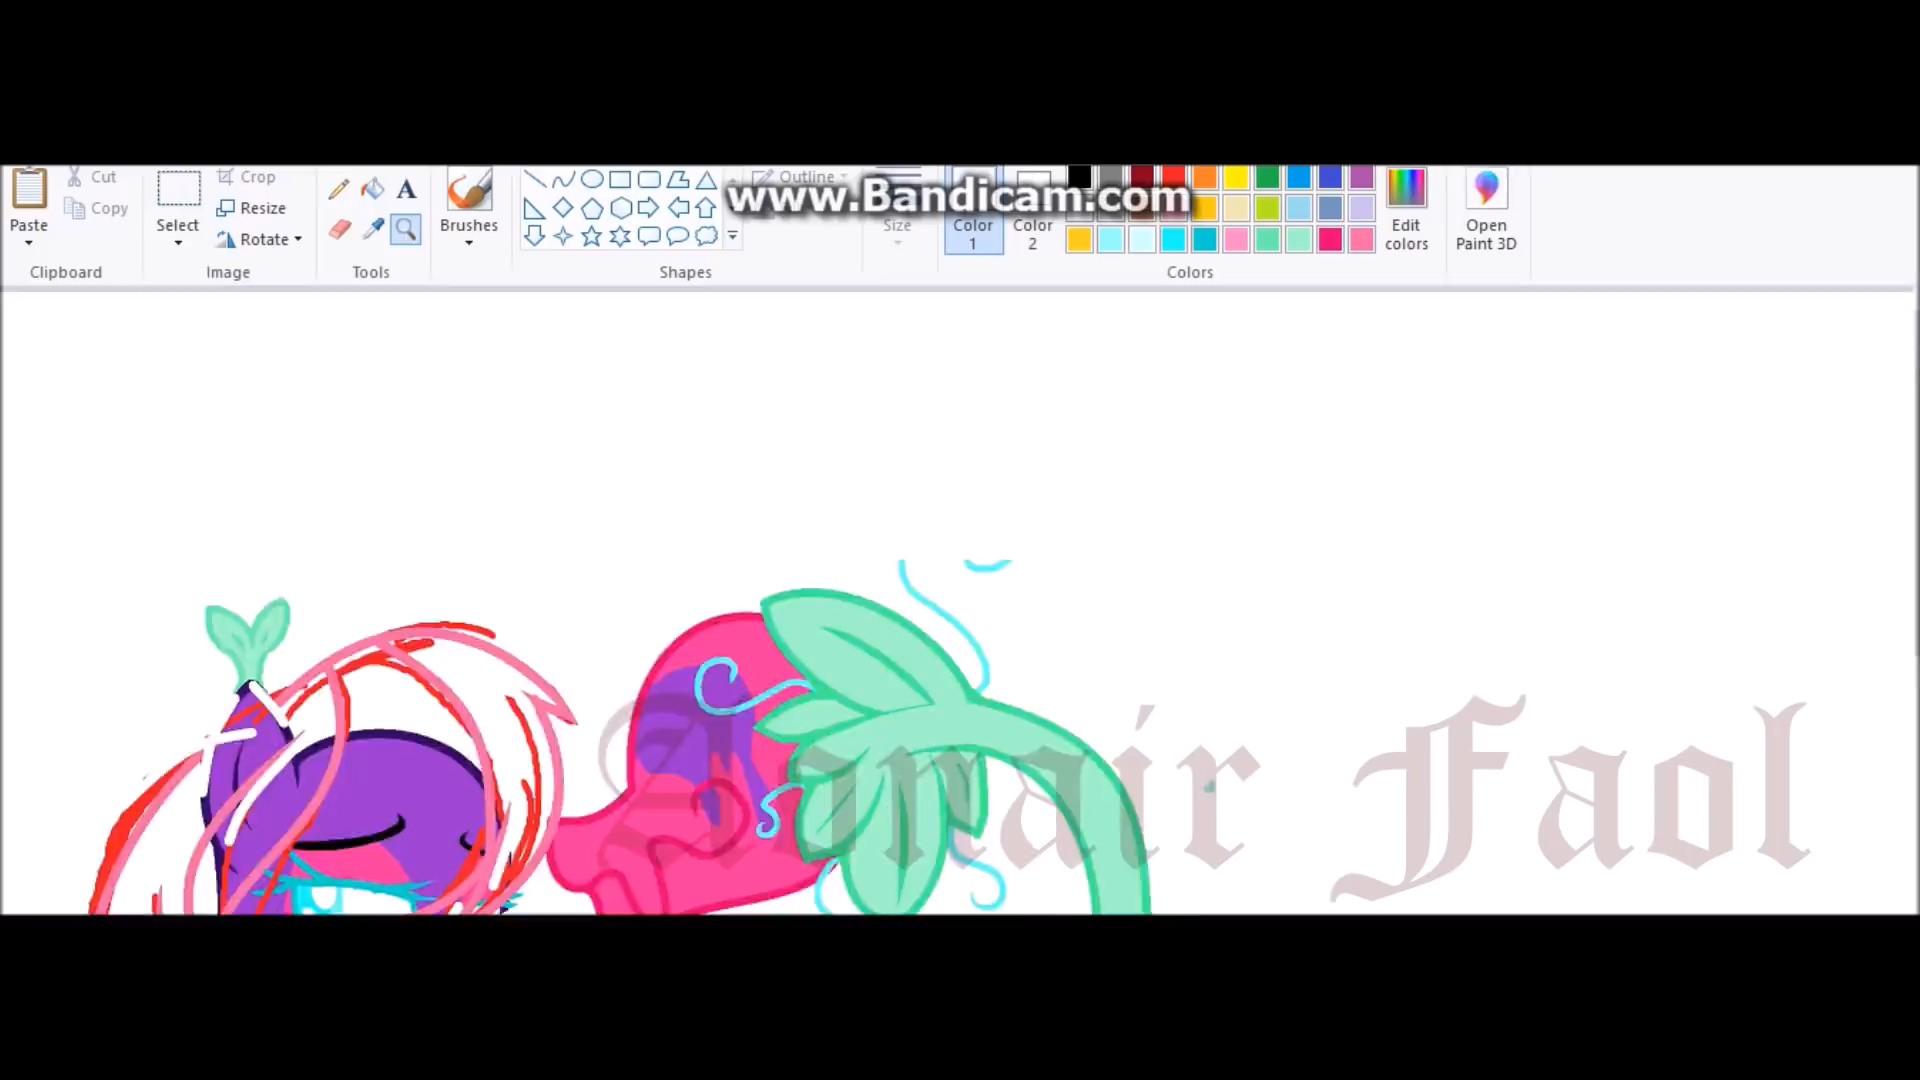 Cut
Crop
Outline
www.Bandicam.com
Copy
Resize
Paste
Select
Rotate
Brushes
Size
Color
1
Color
2
Edit
colors
Open
Paint 3D
Clipboard
Image
Tools
Shapes
Colors
Faol